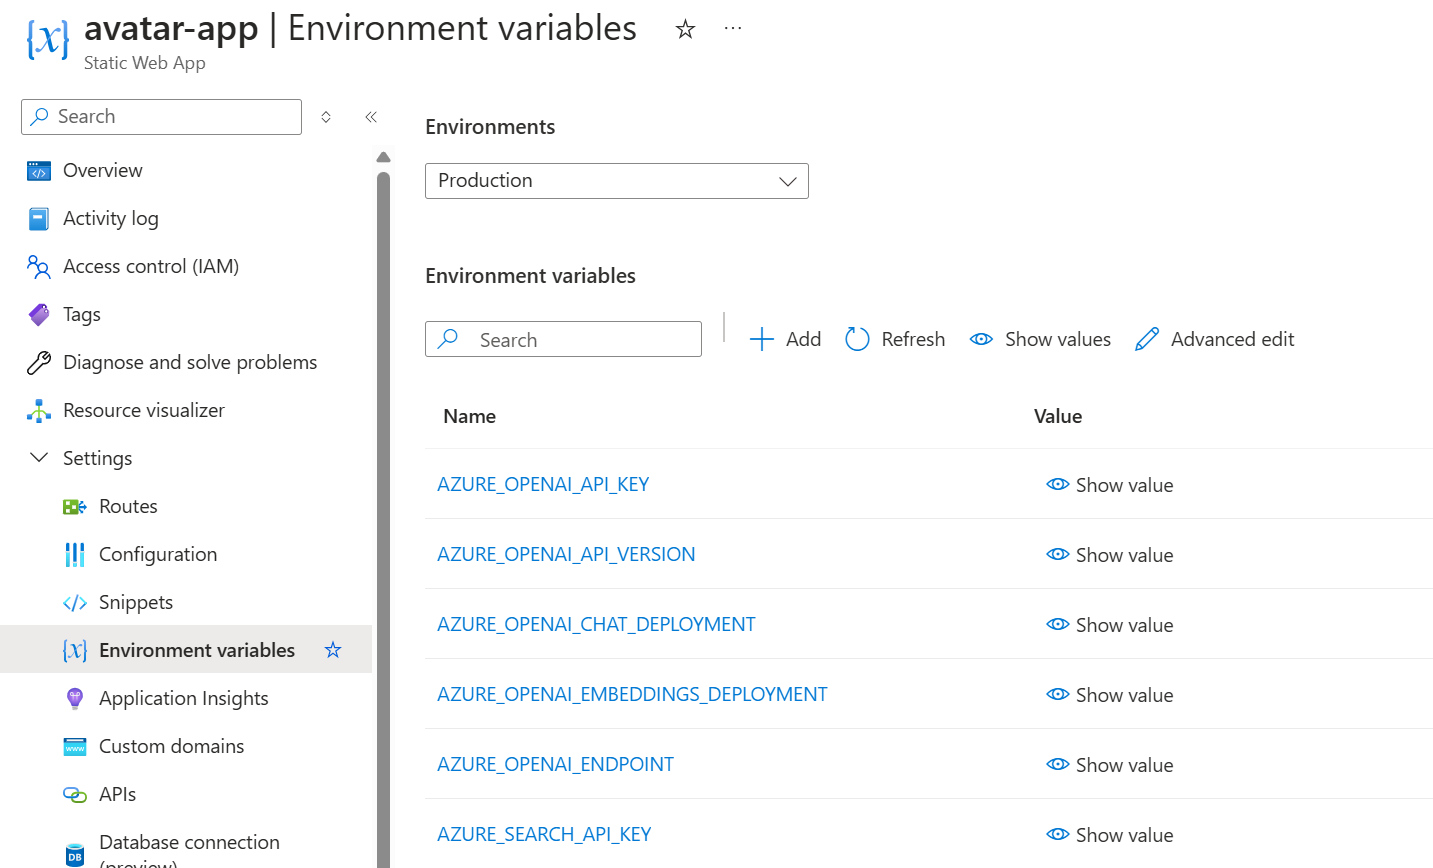 avatar-app | Environment variables
Static Web App
Search
Overview
Activity log
Access control (IAM)
Tags
Diagnose and solve problems
Resource visualizer
Settings
Routes
Configuration
Snippets
Environment variables
Application Insights
Custom domains
APIs
Database connection
(preview)
Environments
Production
Environment variables
Search
Add
Refresh
Show values
Advanced edit
Name Value
AZURE_OPENAI_API_KEY Show value
AZURE_OPENAI_API_VERSION Show value
AZURE_OPENAI_CHAT_DEPLOYMENT Show value
AZURE_OPENAI_EMBEDDINGS_DEPLOYMENT Show value
AZURE_OPENAI_ENDPOINT Show value
AZURE_SEARCH_API_KEY Show value